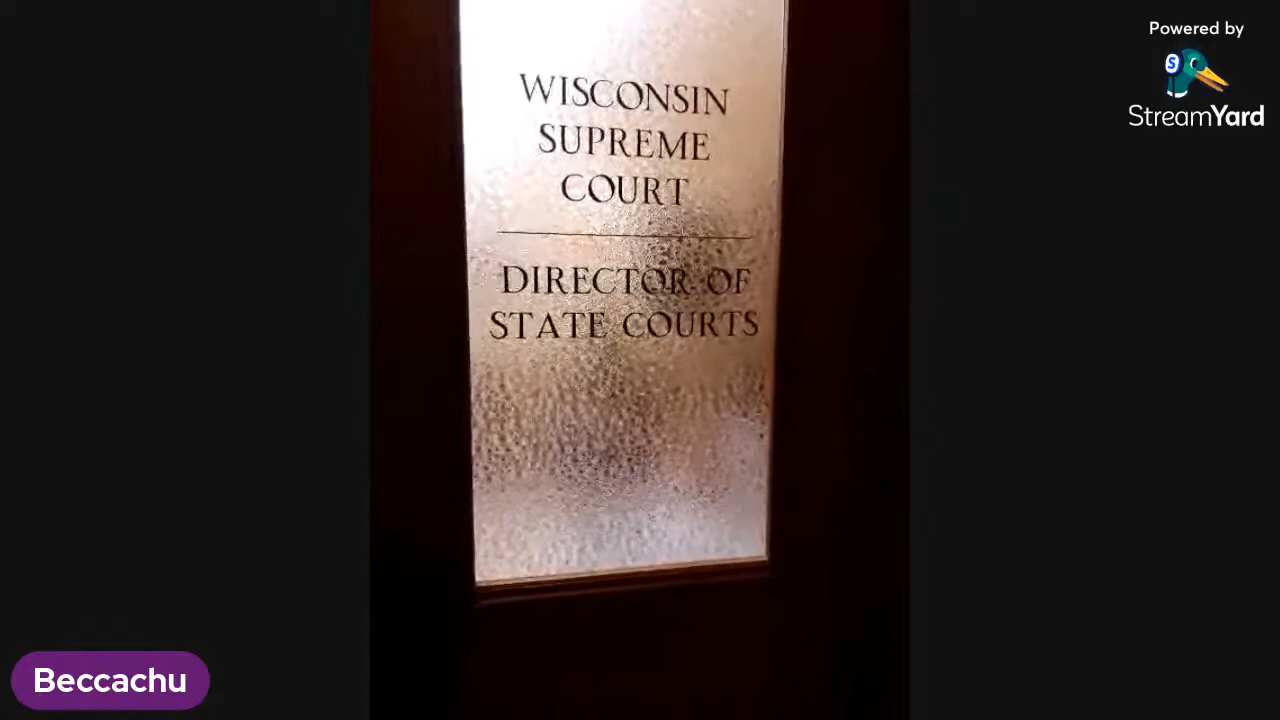 Powered by
S
StreamYard
WISCONSIN
SUPREME
COURT
DIRECTOR OF
STATE COURTS
Beccachu